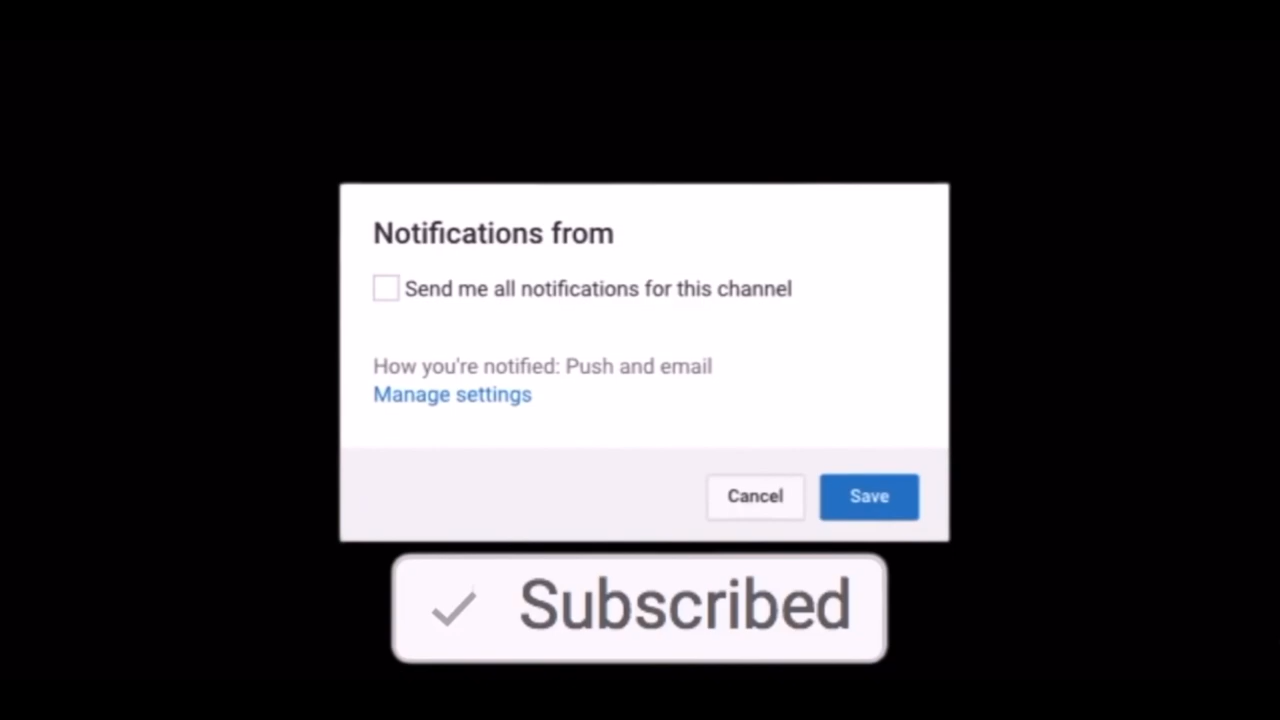 Notifications from
Send me all notifications for this channel
How you're notified: Push and email
Manage settings
Cancel Save
Subscribed